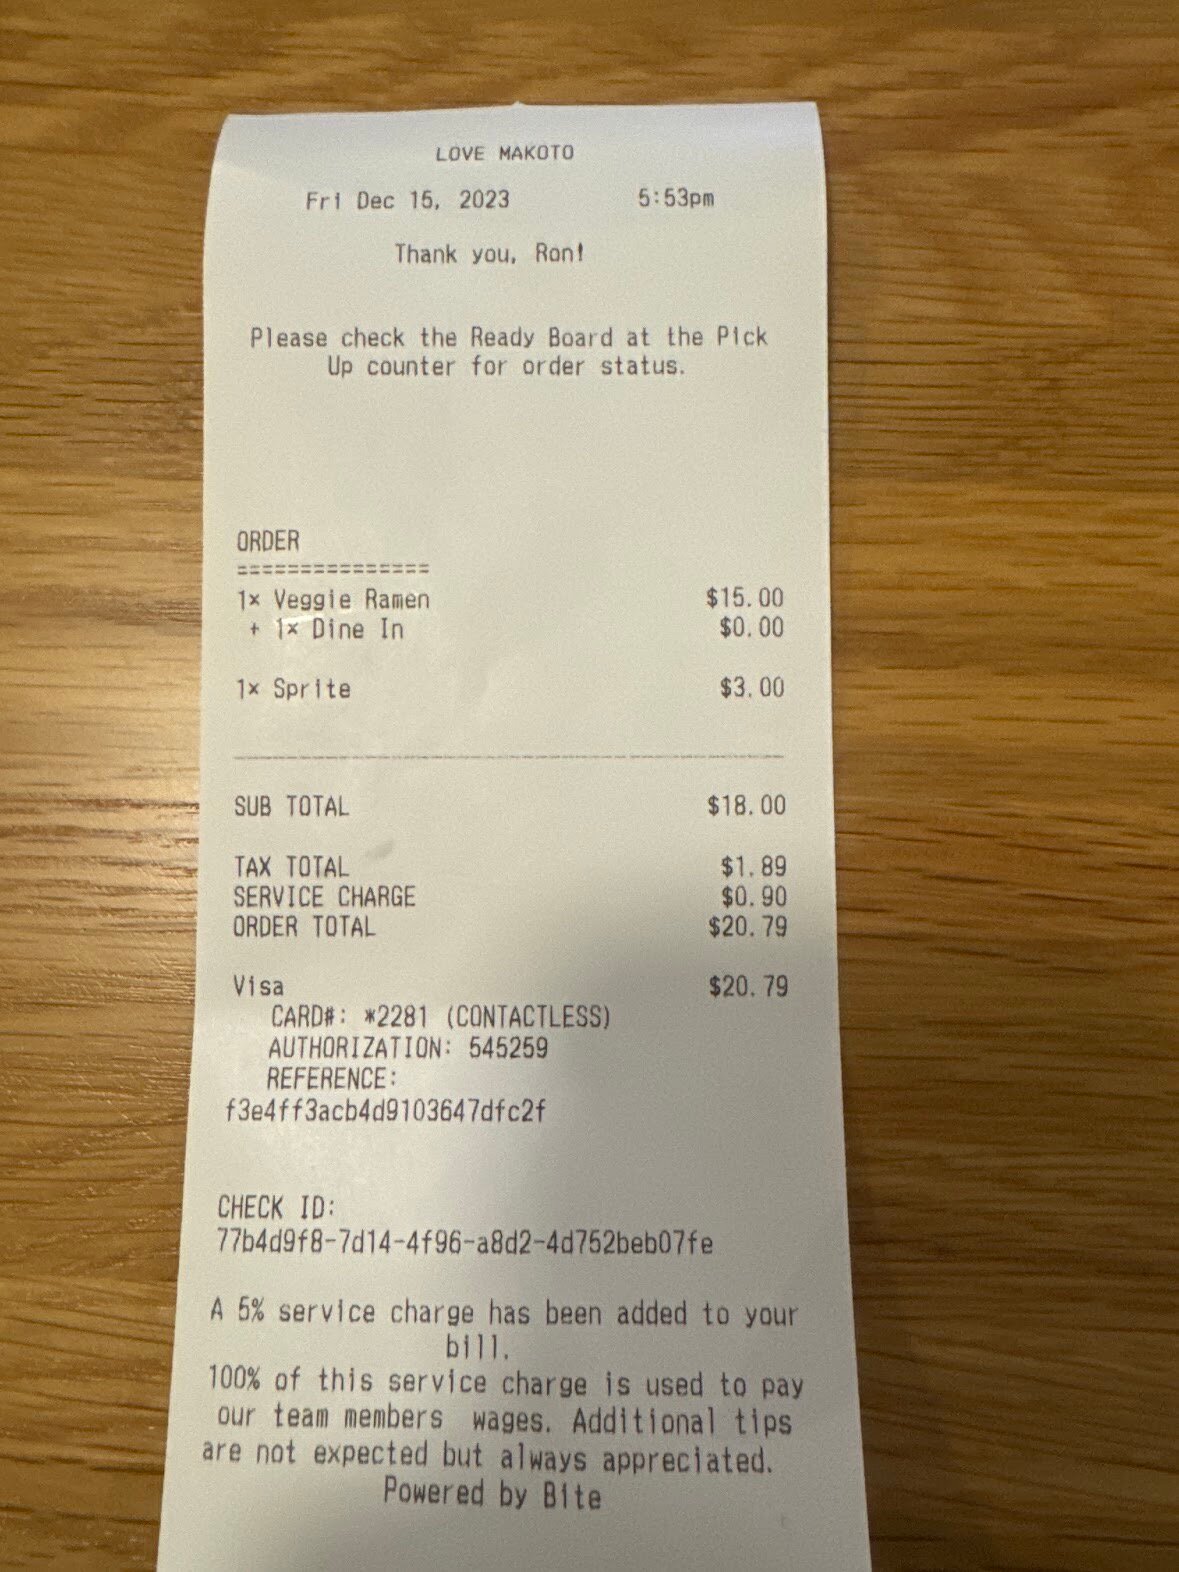 LOVE MAKOTO
Fri Dec 15, 2023 5:53pm
Thank you, Ron!
Please check the Ready Board at the Pick
Up counter for order status.
ORDER
===============
1x Veggie Ramen $15.00
+ 1x Dine In $0.00
1x Sprite $3.00
SUB TOTAL $18.00
TAX TOTAL $1.89
SERVICE CHARGE $0.90
ORDER TOTAL $20.79
Visa $20.79
CARD#: *2281 (CONTACTLESS)
AUTHORIZATION: 545259
REFERENCE:
f3e4ff3acb4d9103647dfc2f
CHECK ID:
77b4d9f8-7d14-4f96-a8d2-4d752beb07fe
A 5% service charge has been added to your
bill.
100% of this service charge is used to pay
our team members wages. Additional tips
are not expected but always appreciated.
Powered by Bite